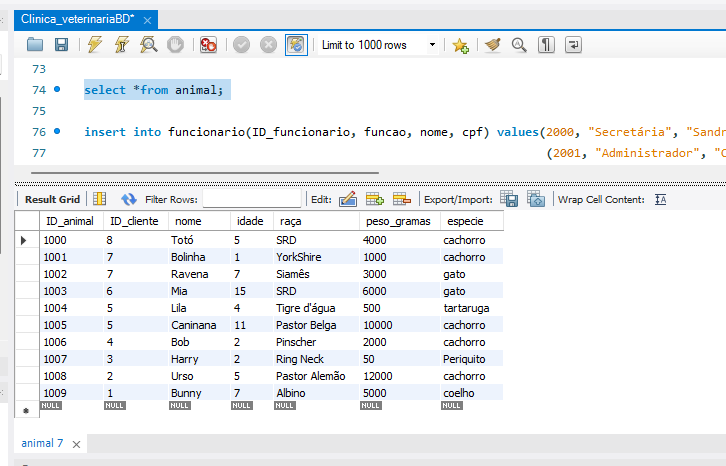 Clinica_veterinariaBD*
Limit to 1000 rows
73
74 select *from animal;
75
76 insert into funcionario(ID_funcionario, funcao, nome, cpf) values(2000, "Secretária", "Sand
77 (2001, "Administrador", "C
Result Grid Filter Rows: Edit: Export/Import: Wrap Cell Content: IA
ID_animal ID_cliente nome idade raça peso_gramas especie
1000 8 Totó 5 SRD 4000 cachorro
1001 7 Bolinha 1 YorkShire 1000 cachorro
1002 7 Ravena 7 Siamês 3000 gato
1003 6 Mia 15 SRD 6000 gato
1004 5 Lila 4 Tigre d'água 500 tartaruga
1005 5 Caninana 11 Pastor Belga 10000 cachorro
1006 4 Bob 2 Pinscher 2000 cachorro
1007 3 Harry 2 Ring Neck 50 Periquito
1008 2 Urso 5 Pastor Alemão 12000 cachorro
1009 1 Bunny 7 Albino 5000 coelho
NULL NULL NULL NULL NULL NULL NULL
animal 7